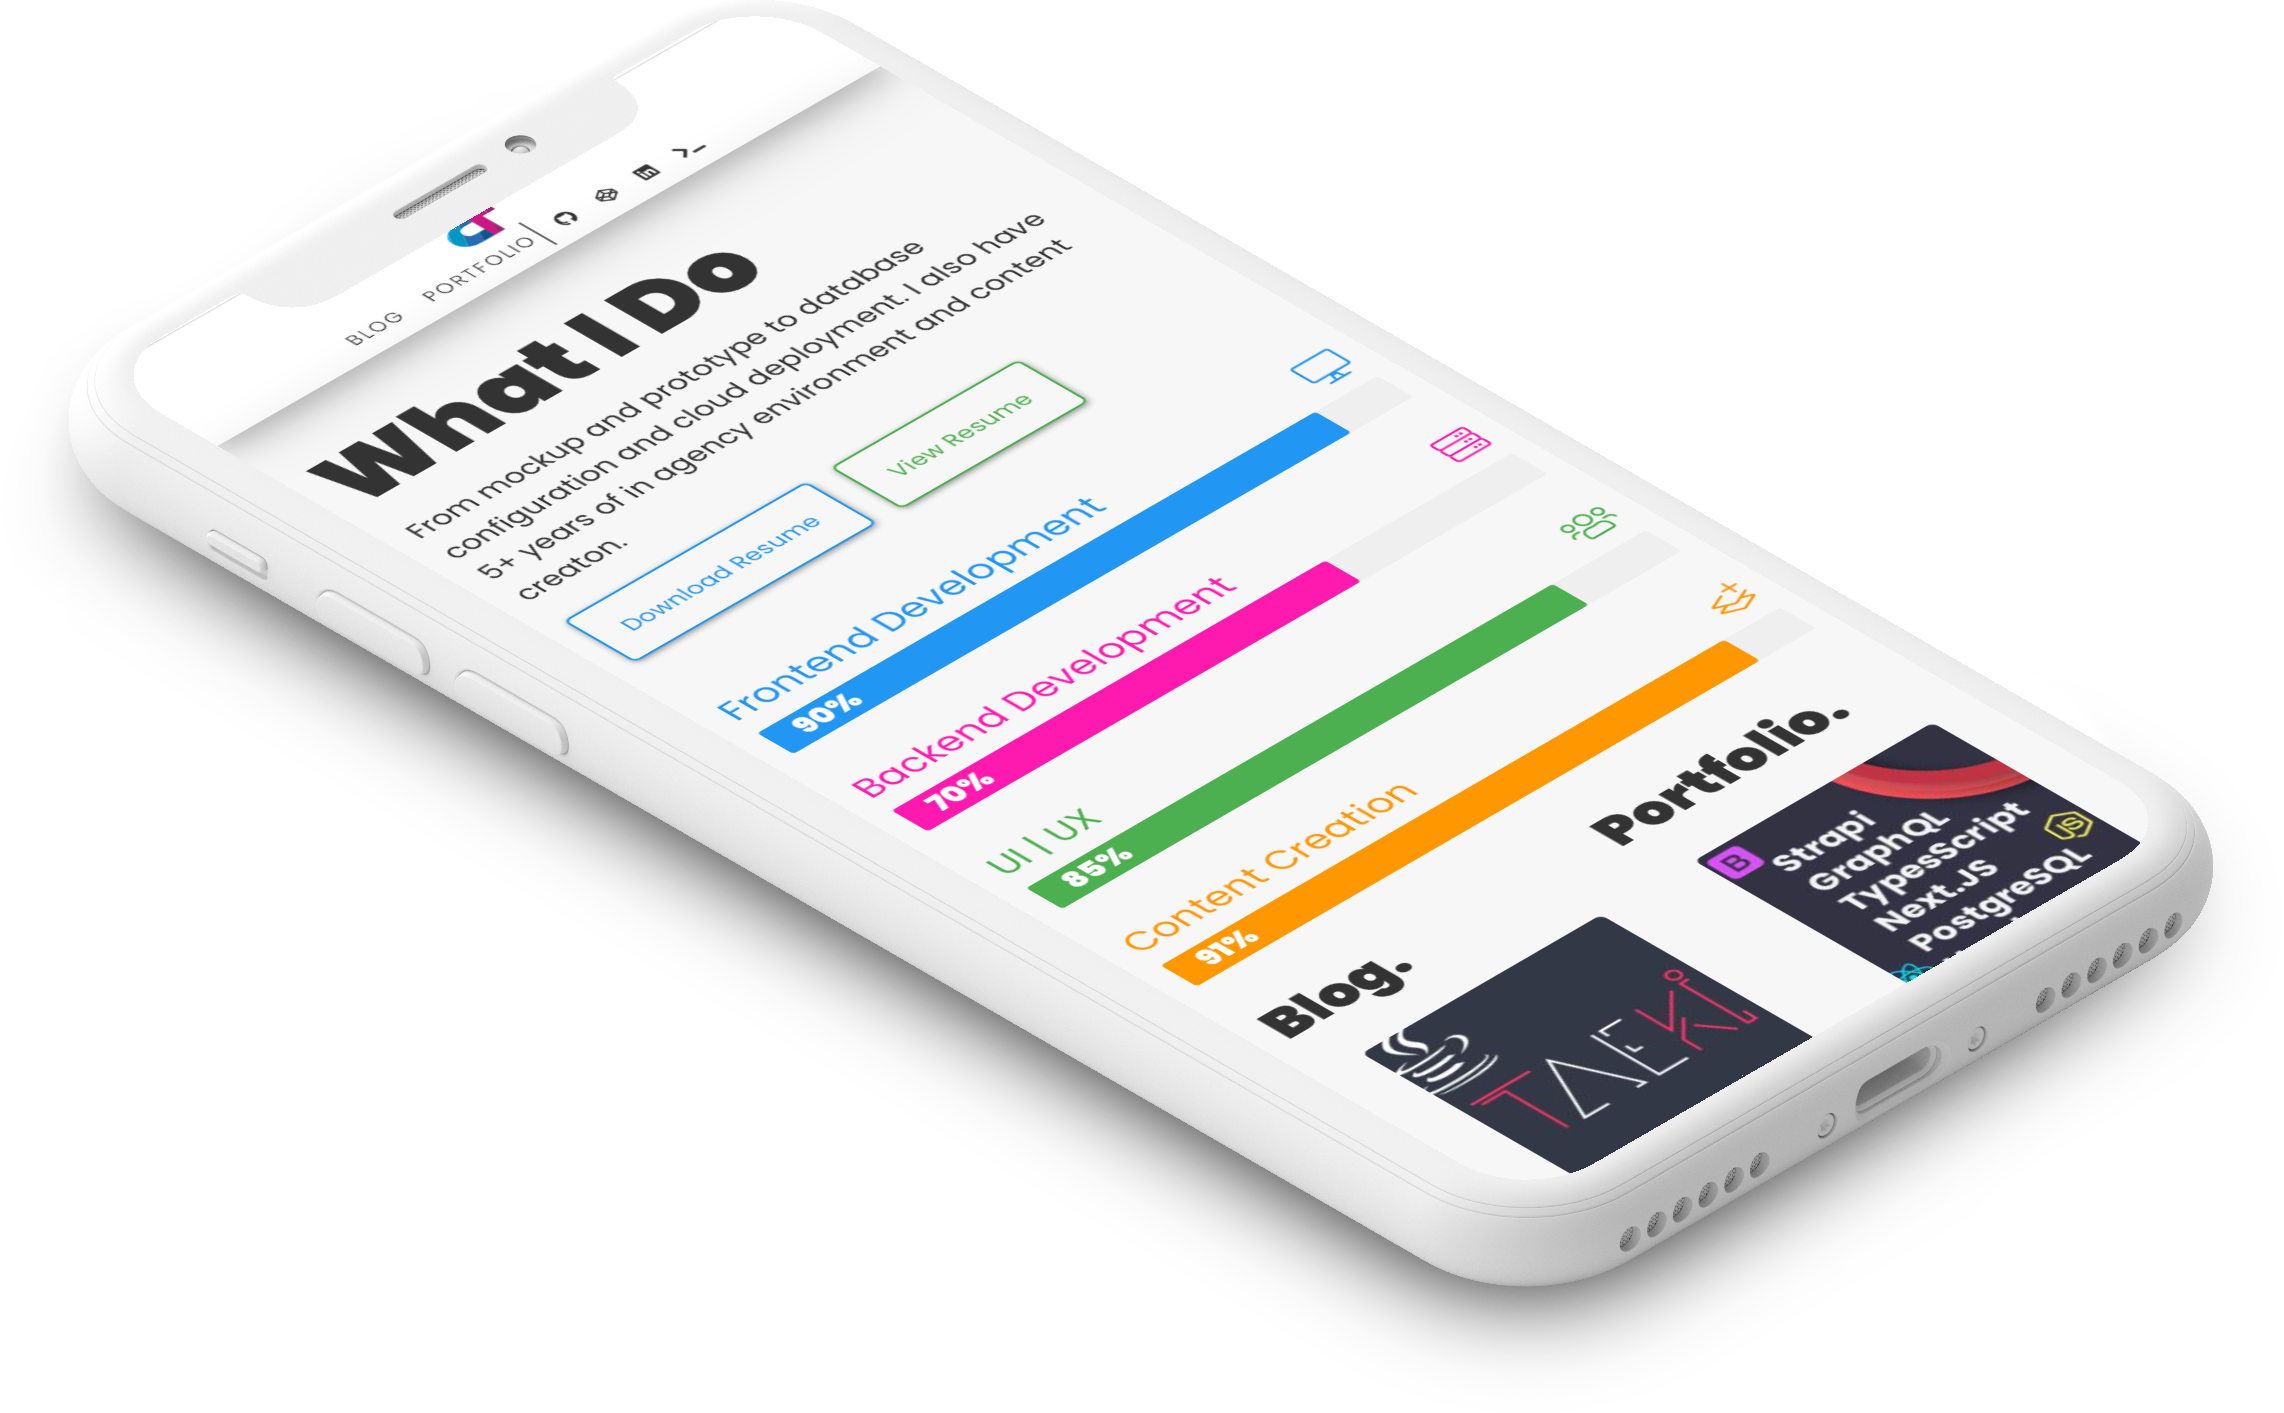 BLOG PORTFOLIO
What I Do
From mockup and prototype to database
configuration and cloud deployment. I also have
5+ years of in agency environment and content
creaton.
Download Resume
View Resume
Frontend Development
90%
Backend Development
70%
UI | UX
85%
Content Creation
91%
Blog.
TAEKI
Portfolio.
B
Strapi
GraphQL
TypesScript
Next.JS
PostgreSQL
JS